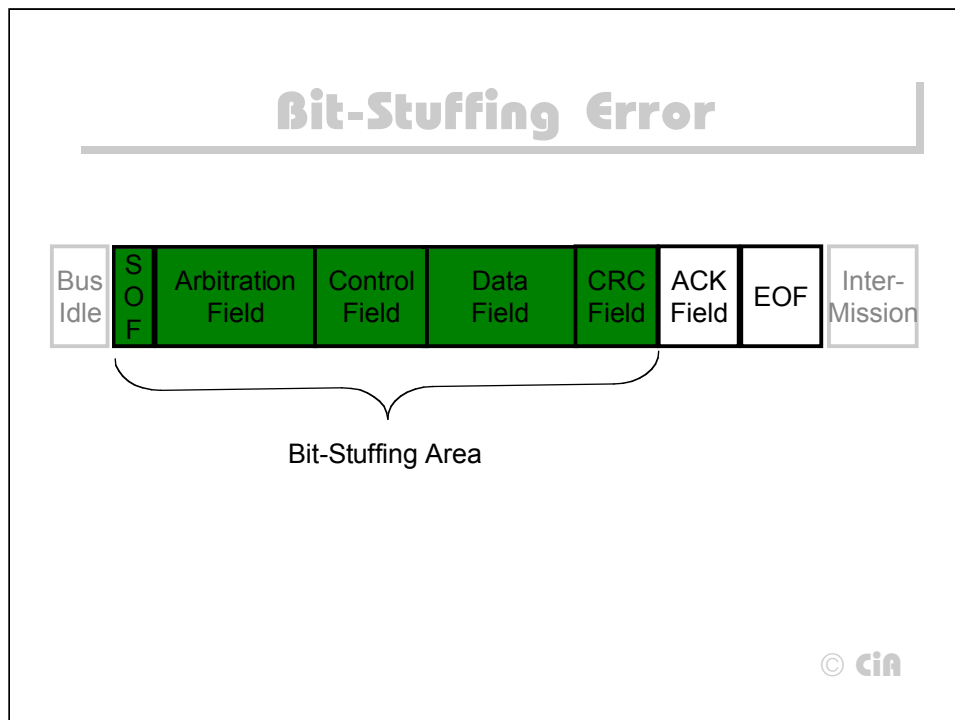 Bit-Stuffing Error
Bus
Idle
S
O
F
Arbitration
Field
Control
Field
Data
Field
CRC
Field
ACK
Field
EOF
Inter-
Mission
Bit-Stuffing Area
© CiA